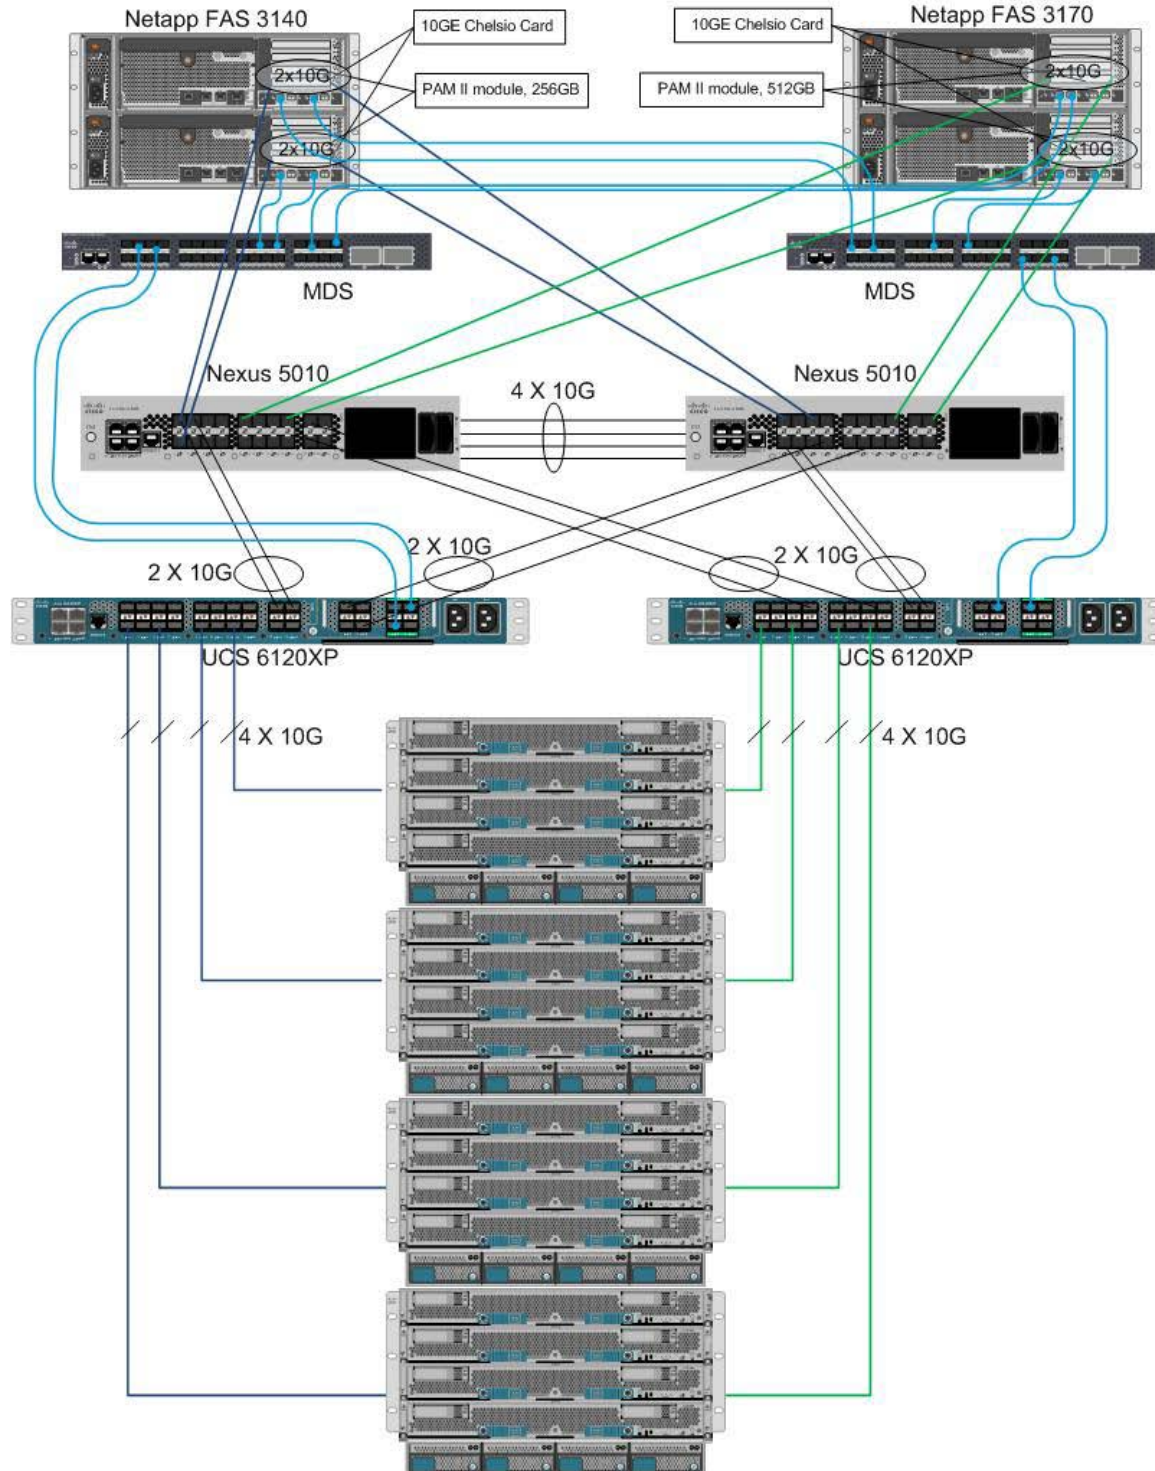 Netapp FAS 3140
Netapp FAS 3170
10GE Chelsio Card
10GE Chelsio Card
2x10G
2x10G
PAM II module, 256GB
PAM II module, 512GB
2x10G
2x10G
MDS
MDS
Nexus 5010
Nexus 5010
4 X 10G
2 X 10G
2 X 10G
2 X 10G
UCS 6120XP
UCS 6120XP
4 X 10G
4 X 10G